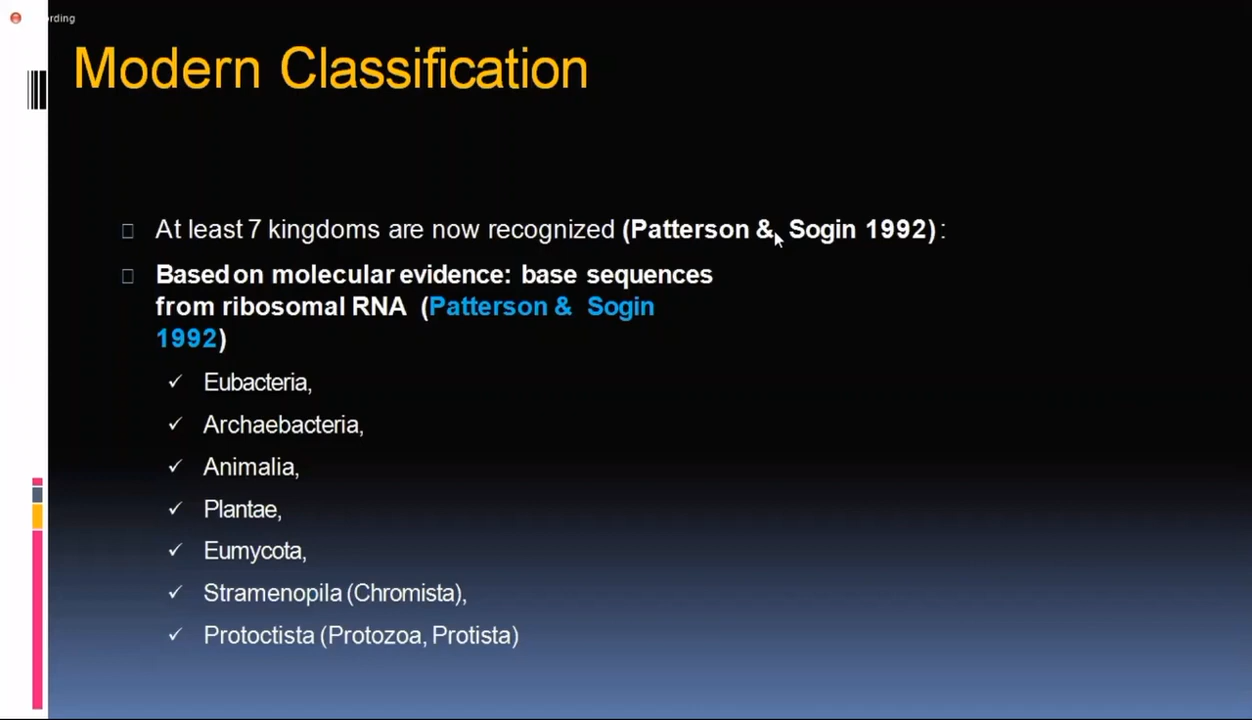 Modern Classification
At least 7 kingdoms are now recognized (Patterson & Sogin 1992) :
Based on molecular evidence: base sequences
from ribosomal RNA (Patterson & Sogin
1992)
Eubacteria,
Archaebacteria,
Animalia,
Plantae,
Eumycota,
Stramenopila (Chromista),
Protoctista (Protozoa, Protista)